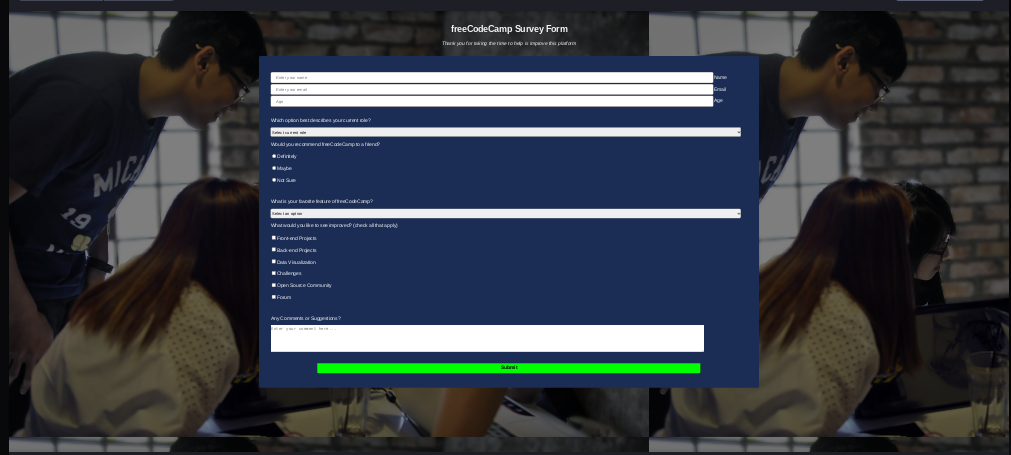 freeCodeCamp Survey Form
Thank you for taking the time to help is improve this platform
Enter your name Name
Enter your email Email
Age Age
Which option best describes your current role?
Select current role
Would you recommend freeCodeCamp to a friend?
Definitely
Maybe
Not Sure
What is your favorite feature of freeCodeCamp?
Select an option
What would you like to see improved? (check all that apply)
Front-end Projects
Back-end Projects
Data Visualization
Challenges
Open Source Community
Forum
Any Comments or Suggestions?
Enter your comment here...
Submit
MICA
19
MICA
19